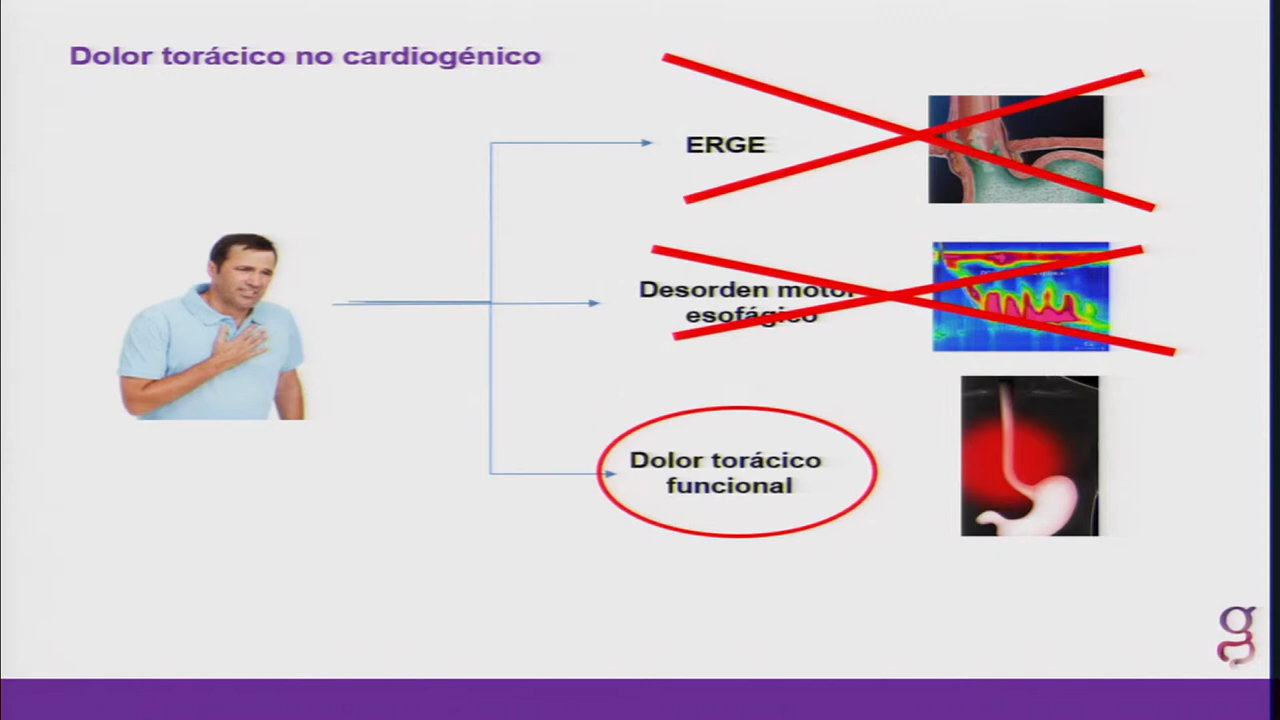 Dolor torácico no cardiogénico
ERGE
Desorden motor
esofágico
Dolor torácico
funcional